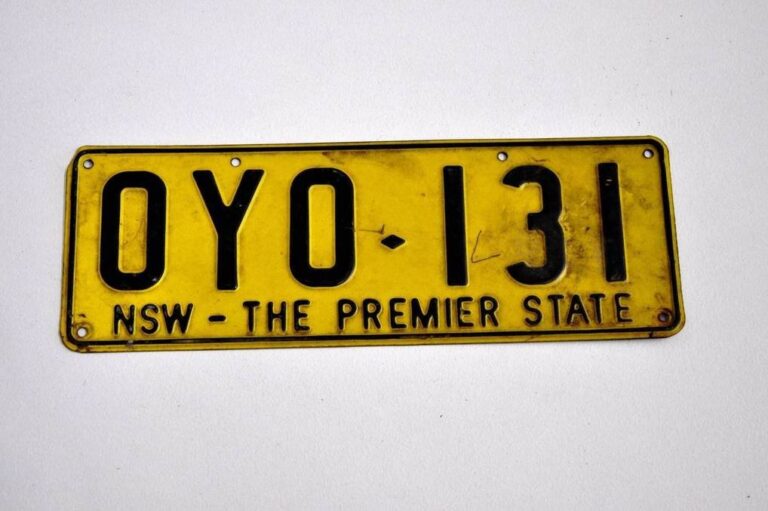 OYO·131
NSW - THE PREMIER STATE